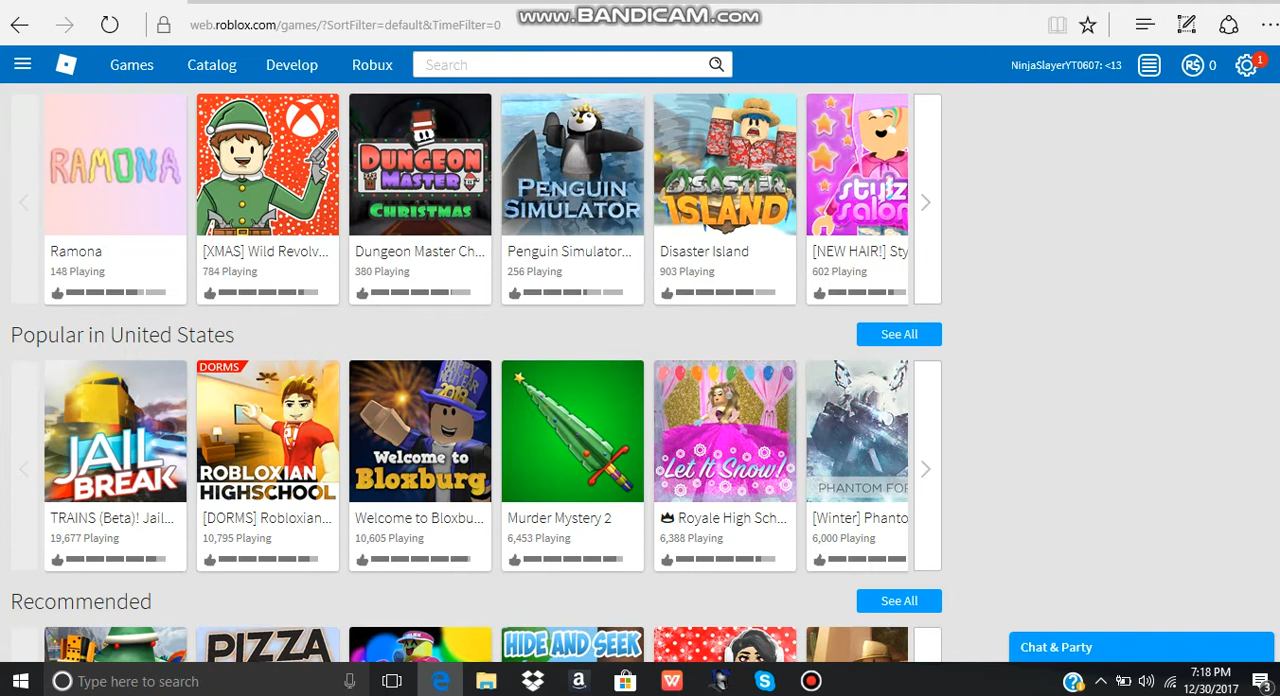 www.BANDICAM.com
web.roblox.com/games/?SortFilter=default&TimeFilter=0
Games
Catalog
Develop
Robux
Search
NinjaSlayerYT0607: <13
R$ 0
1
RAMONA
DUNGEON
MASTER
CHRISTMAS
PENGUIN
SIMULATOR
DISASTER
ISLAND
stylz
salon
Ramona
[XMAS] Wild Revolv...
Dungeon Master Ch...
Penguin Simulator...
Disaster Island
[NEW HAIR!] Sty
148 Playing
784 Playing
380 Playing
256 Playing
903 Playing
602 Playing
Popular in United States
See All
JAIL
BREAK
DORMS
ROBLOXIAN
HIGHSCHOOL
HAPPY
2018
Welcome to
Bloxburg
Let It Snow!
PHANTOM FOR
TRAINS (Beta)! Jail...
[DORMS] Robloxian...
Welcome to Bloxbu...
Murder Mystery 2
Royale High Sch...
[Winter] Phanto
19,677 Playing
10,795 Playing
10,605 Playing
6,453 Playing
6,388 Playing
6,000 Playing
Recommended
See All
PIZZA
HIDE AND SEEK
Chat & Party
Type here to search
7:18 PM
12/30/2017
3